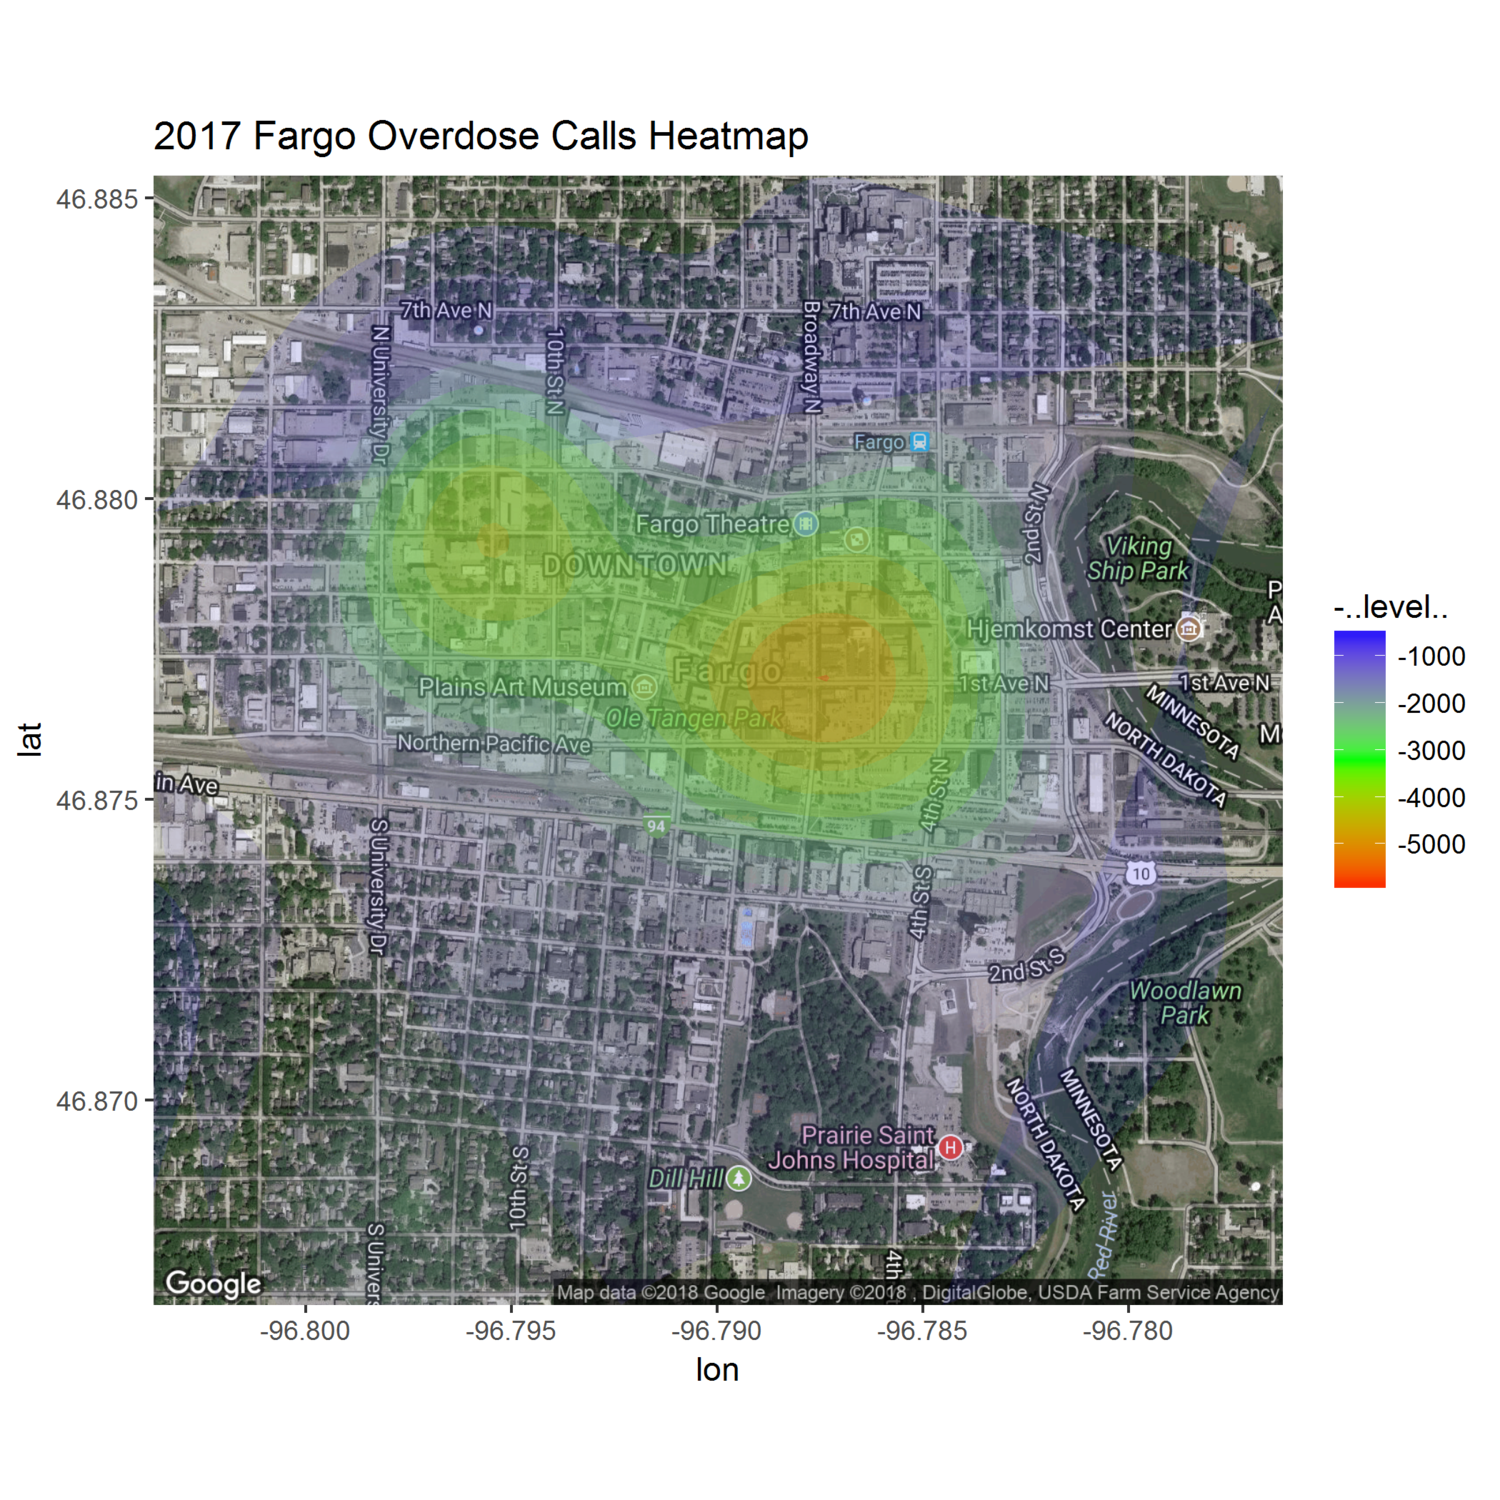 2017 Fargo Overdose Calls Heatmap
46.885
46.880
46.875
46.870
lat
7th Ave N
7th Ave N
N University Dr
10th St N
Broadway N
Fargo
Fargo Theatre
DOWNTOWN
2nd St N
Viking
Ship Park
P
A
Hjemkomst Center
Fargo
Plains Art Museum
1st Ave N
1st Ave N
Ole Tangen Park
MINNESOTA
NORTH DAKOTA
M
Northern Pacific Ave
in Ave
4th St N
94
S University Dr
4th St S
10
2nd St S
Woodlawn
Park
MINNESOTA
NORTH DAKOTA
Prairie Saint
Johns Hospital
H
Dill Hill
10th St S
S Univers
4th
Red River
Google
Map data ©2018 Google Imagery ©2018 , DigitalGlobe, USDA Farm Service Agency
-96.800
-96.795
-96.790
-96.785
-96.780
lon
-..level..
-1000
-2000
-3000
-4000
-5000